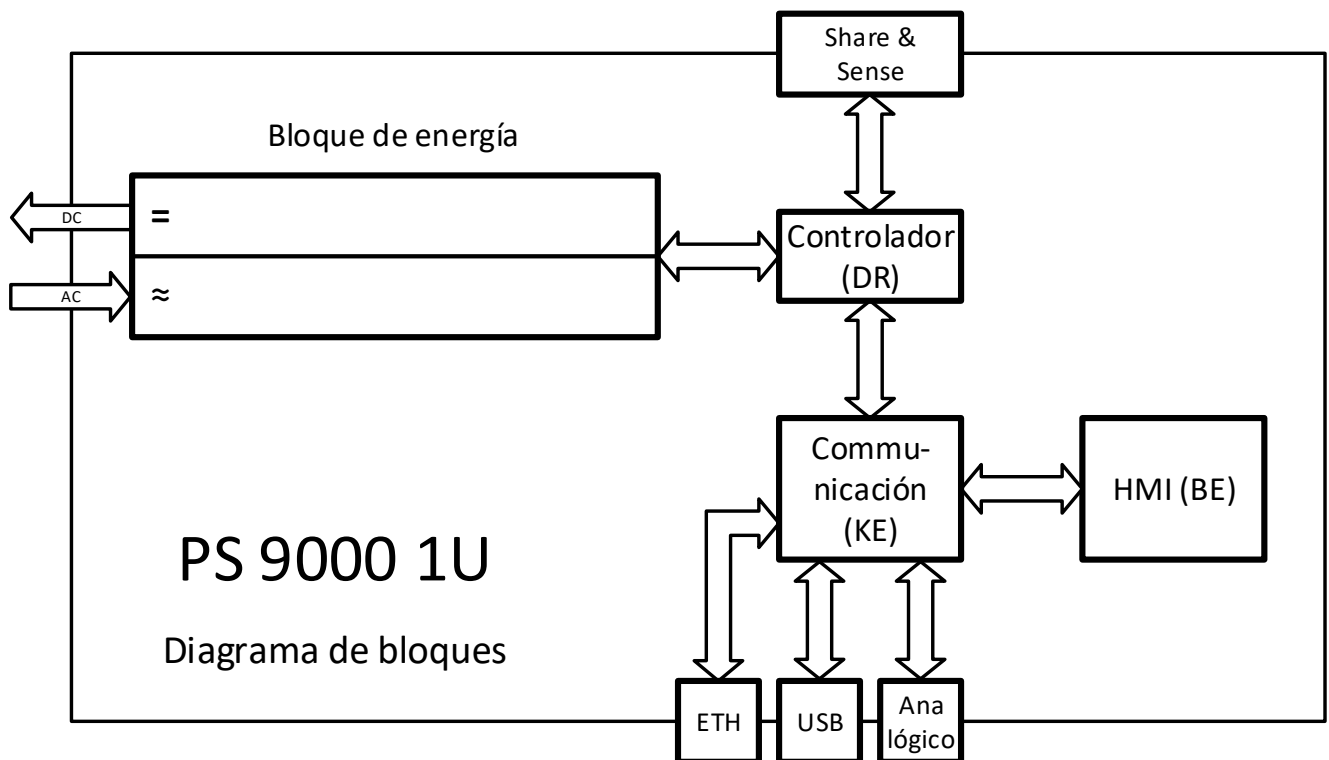 Share &
Sense
Bloque de energía
DC
=
Controlador
(DR)
AC
≈
Commu-
nicación
(KE)
HMI (BE)
PS 9000 1U
Diagrama de bloques
ETH
USB
Ana
lógico